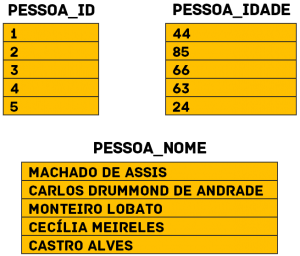 PESSOA_ID
1
2
3
4
5
PESSOA_IDADE
44
85
66
63
24
PESSOA_NOME
MACHADO DE ASSIS
CARLOS DRUMMOND DE ANDRADE
MONTEIRO LOBATO
CECÍLIA MEIRELES
CASTRO ALVES